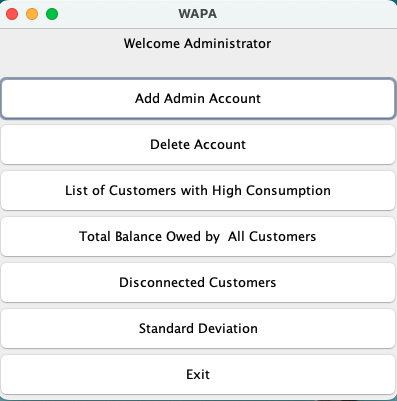 WAPA
Welcome Administrator
Add Admin Account
Delete Account
List of Customers with High Consumption
Total Balance Owed by  All Customers
Disconnected Customers
Standard Deviation
Exit